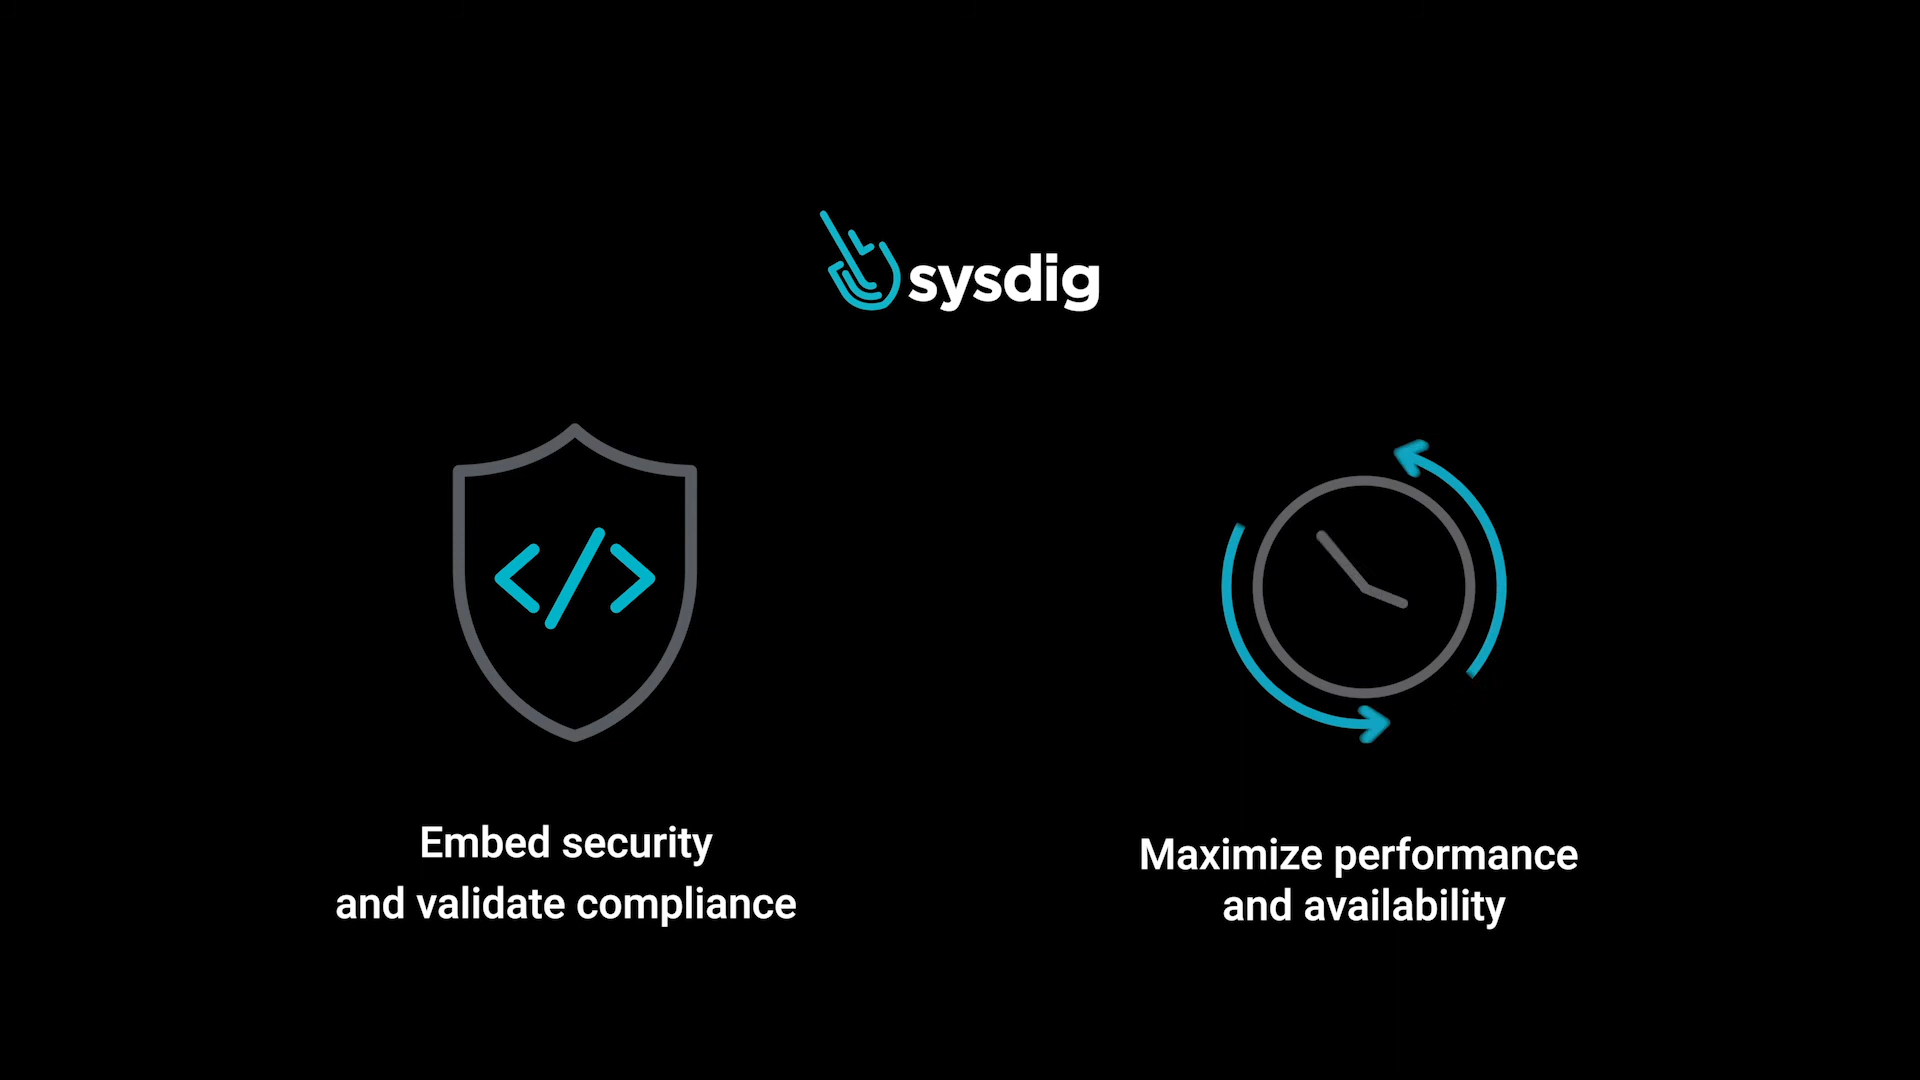 sysdig
</>
Embed security
and validate compliance
Maximize performance
and availability